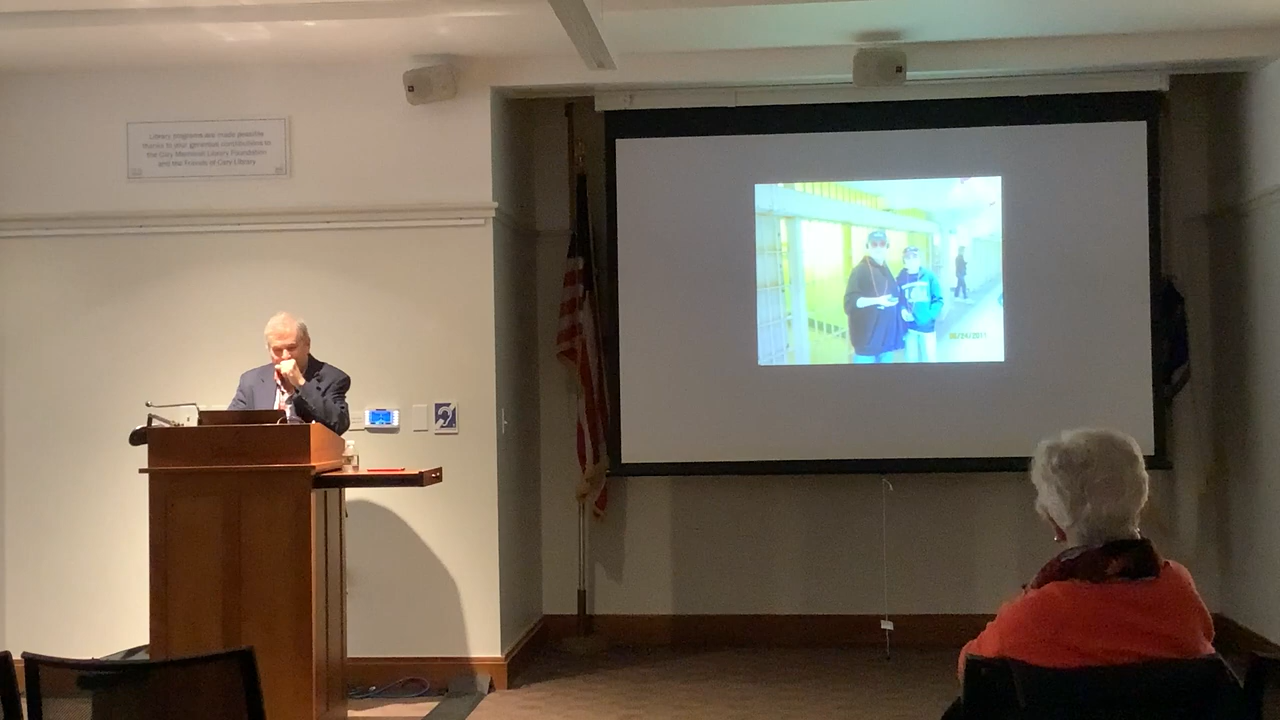 Library programs are made possible
thanks to your generous contributions to
the Cary Memorial Library Foundation
and the Friends of Cary Library